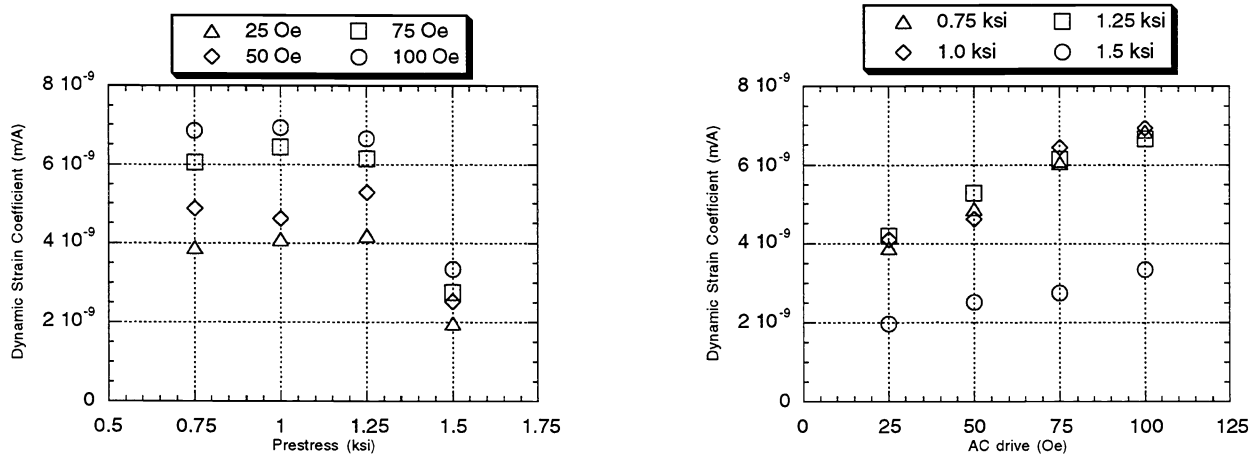 25 Oe 75 Oe
50 Oe 100 Oe
8 10-9
6 10-9
4 10-9
2 10-9
0
Dynamic Strain Coefficient (m/A)
0.5 0.75 1 1.25 1.5 1.75
Prestress (ksi)
0.75 ksi 1.25 ksi
1.0 ksi 1.5 ksi
8 10-9
6 10-9
4 10-9
2 10-9
0
Dynamic Strain Coefficient (m/A)
0 25 50 75 100 125
AC drive (Oe)